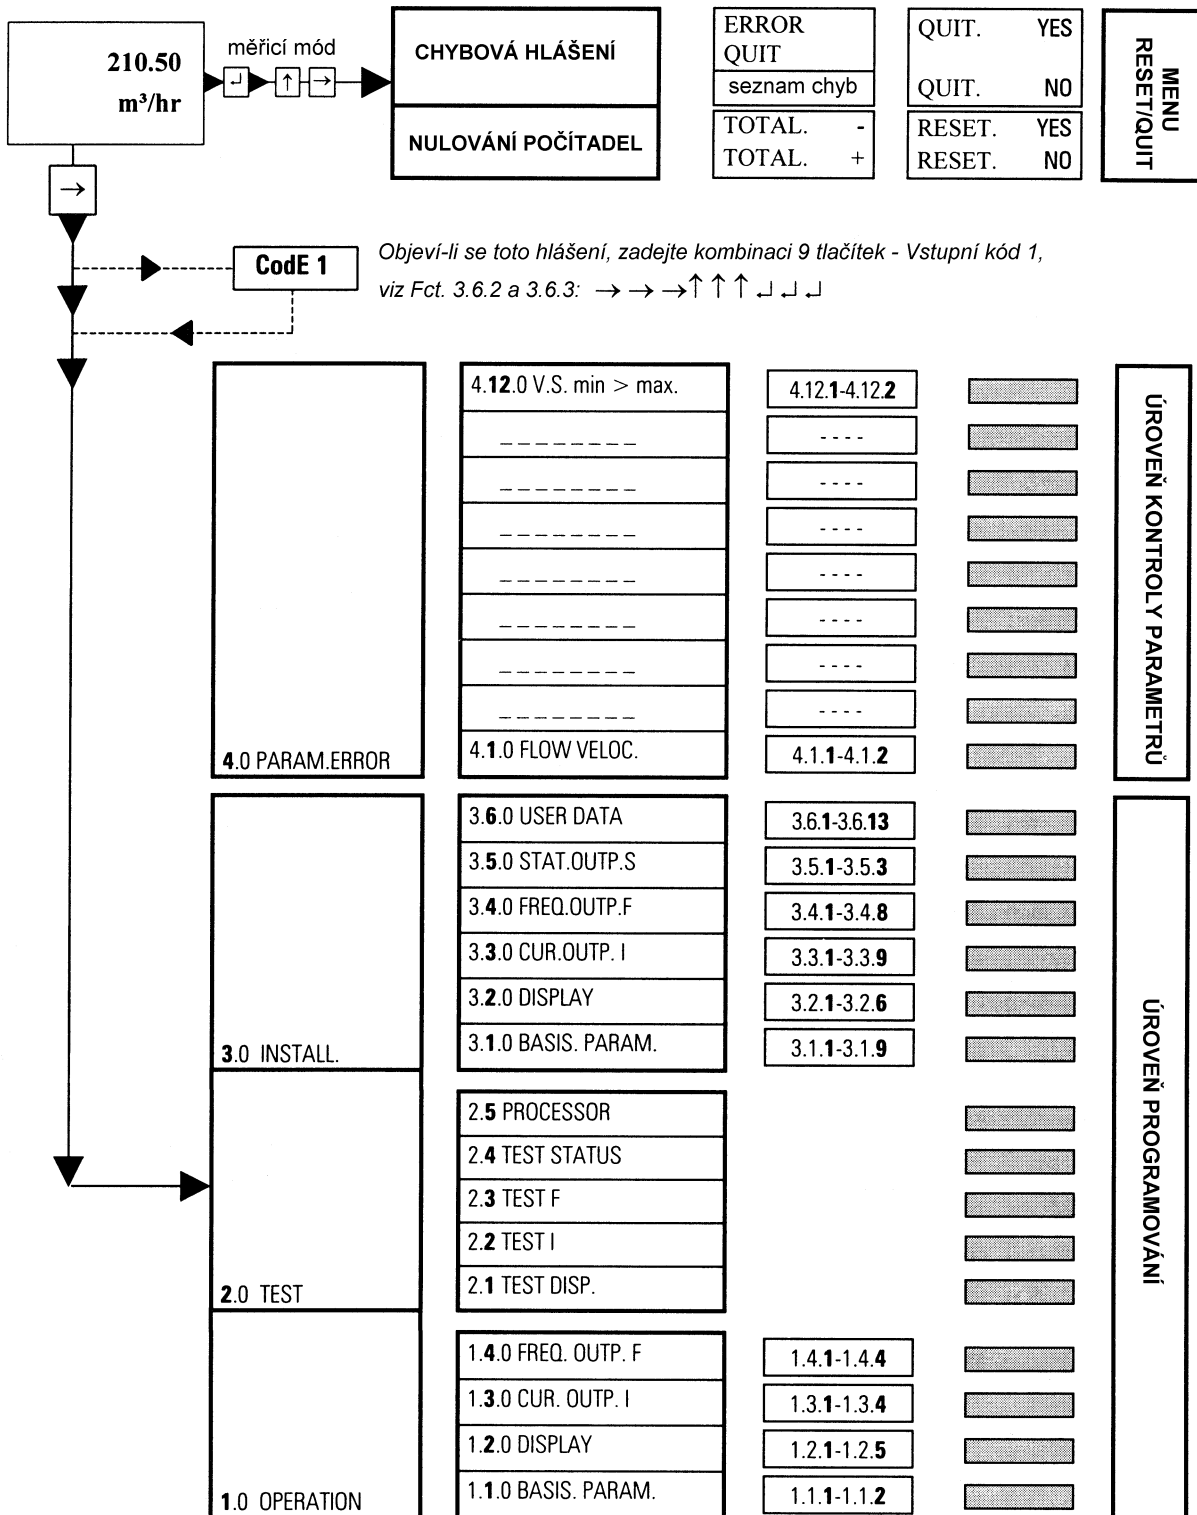 210.50
m³/hr
měřicí mód
↵ ↑ →
CHYBOVÁ HLÁŠENÍ
NULOVÁNÍ POČÍTADEL
ERROR
QUIT
seznam chyb
TOTAL. -
TOTAL. +
QUIT. YES
QUIT. NO
RESET. YES
RESET. NO
MENU
RESET/QUIT
→
CodE 1
Objeví-li se toto hlášení, zadejte kombinaci 9 tlačítek - Vstupní kód 1,
viz Fct. 3.6.2 a 3.6.3: → → → ↑ ↑ ↑ ↵ ↵ ↵
4.12.0 V.S. min > max. 4.12.1-4.12.2
_ _ _ _ _ _ _ _ - - - -
_ _ _ _ _ _ _ _ - - - -
_ _ _ _ _ _ _ _ - - - -
_ _ _ _ _ _ _ _ - - - -
_ _ _ _ _ _ _ _ - - - -
_ _ _ _ _ _ _ _ - - - -
_ _ _ _ _ _ _ _ - - - -
4.0 PARAM.ERROR 4.1.0 FLOW VELOC. 4.1.1-4.1.2
ÚROVEŇ KONTROLY PARAMETRŮ
3.6.0 USER DATA 3.6.1-3.6.13
3.5.0 STAT.OUTP.S 3.5.1-3.5.3
3.4.0 FREQ.OUTP.F 3.4.1-3.4.8
3.3.0 CUR.OUTP. I 3.3.1-3.3.9
3.2.0 DISPLAY 3.2.1-3.2.6
3.0 INSTALL. 3.1.0 BASIS. PARAM. 3.1.1-3.1.9
2.5 PROCESSOR
2.4 TEST STATUS
2.3 TEST F
2.2 TEST I
2.0 TEST 2.1 TEST DISP.
1.4.0 FREQ. OUTP. F 1.4.1-1.4.4
1.3.0 CUR. OUTP. I 1.3.1-1.3.4
1.2.0 DISPLAY 1.2.1-1.2.5
1.0 OPERATION 1.1.0 BASIS. PARAM. 1.1.1-1.1.2
ÚROVEŇ PROGRAMOVÁNÍ